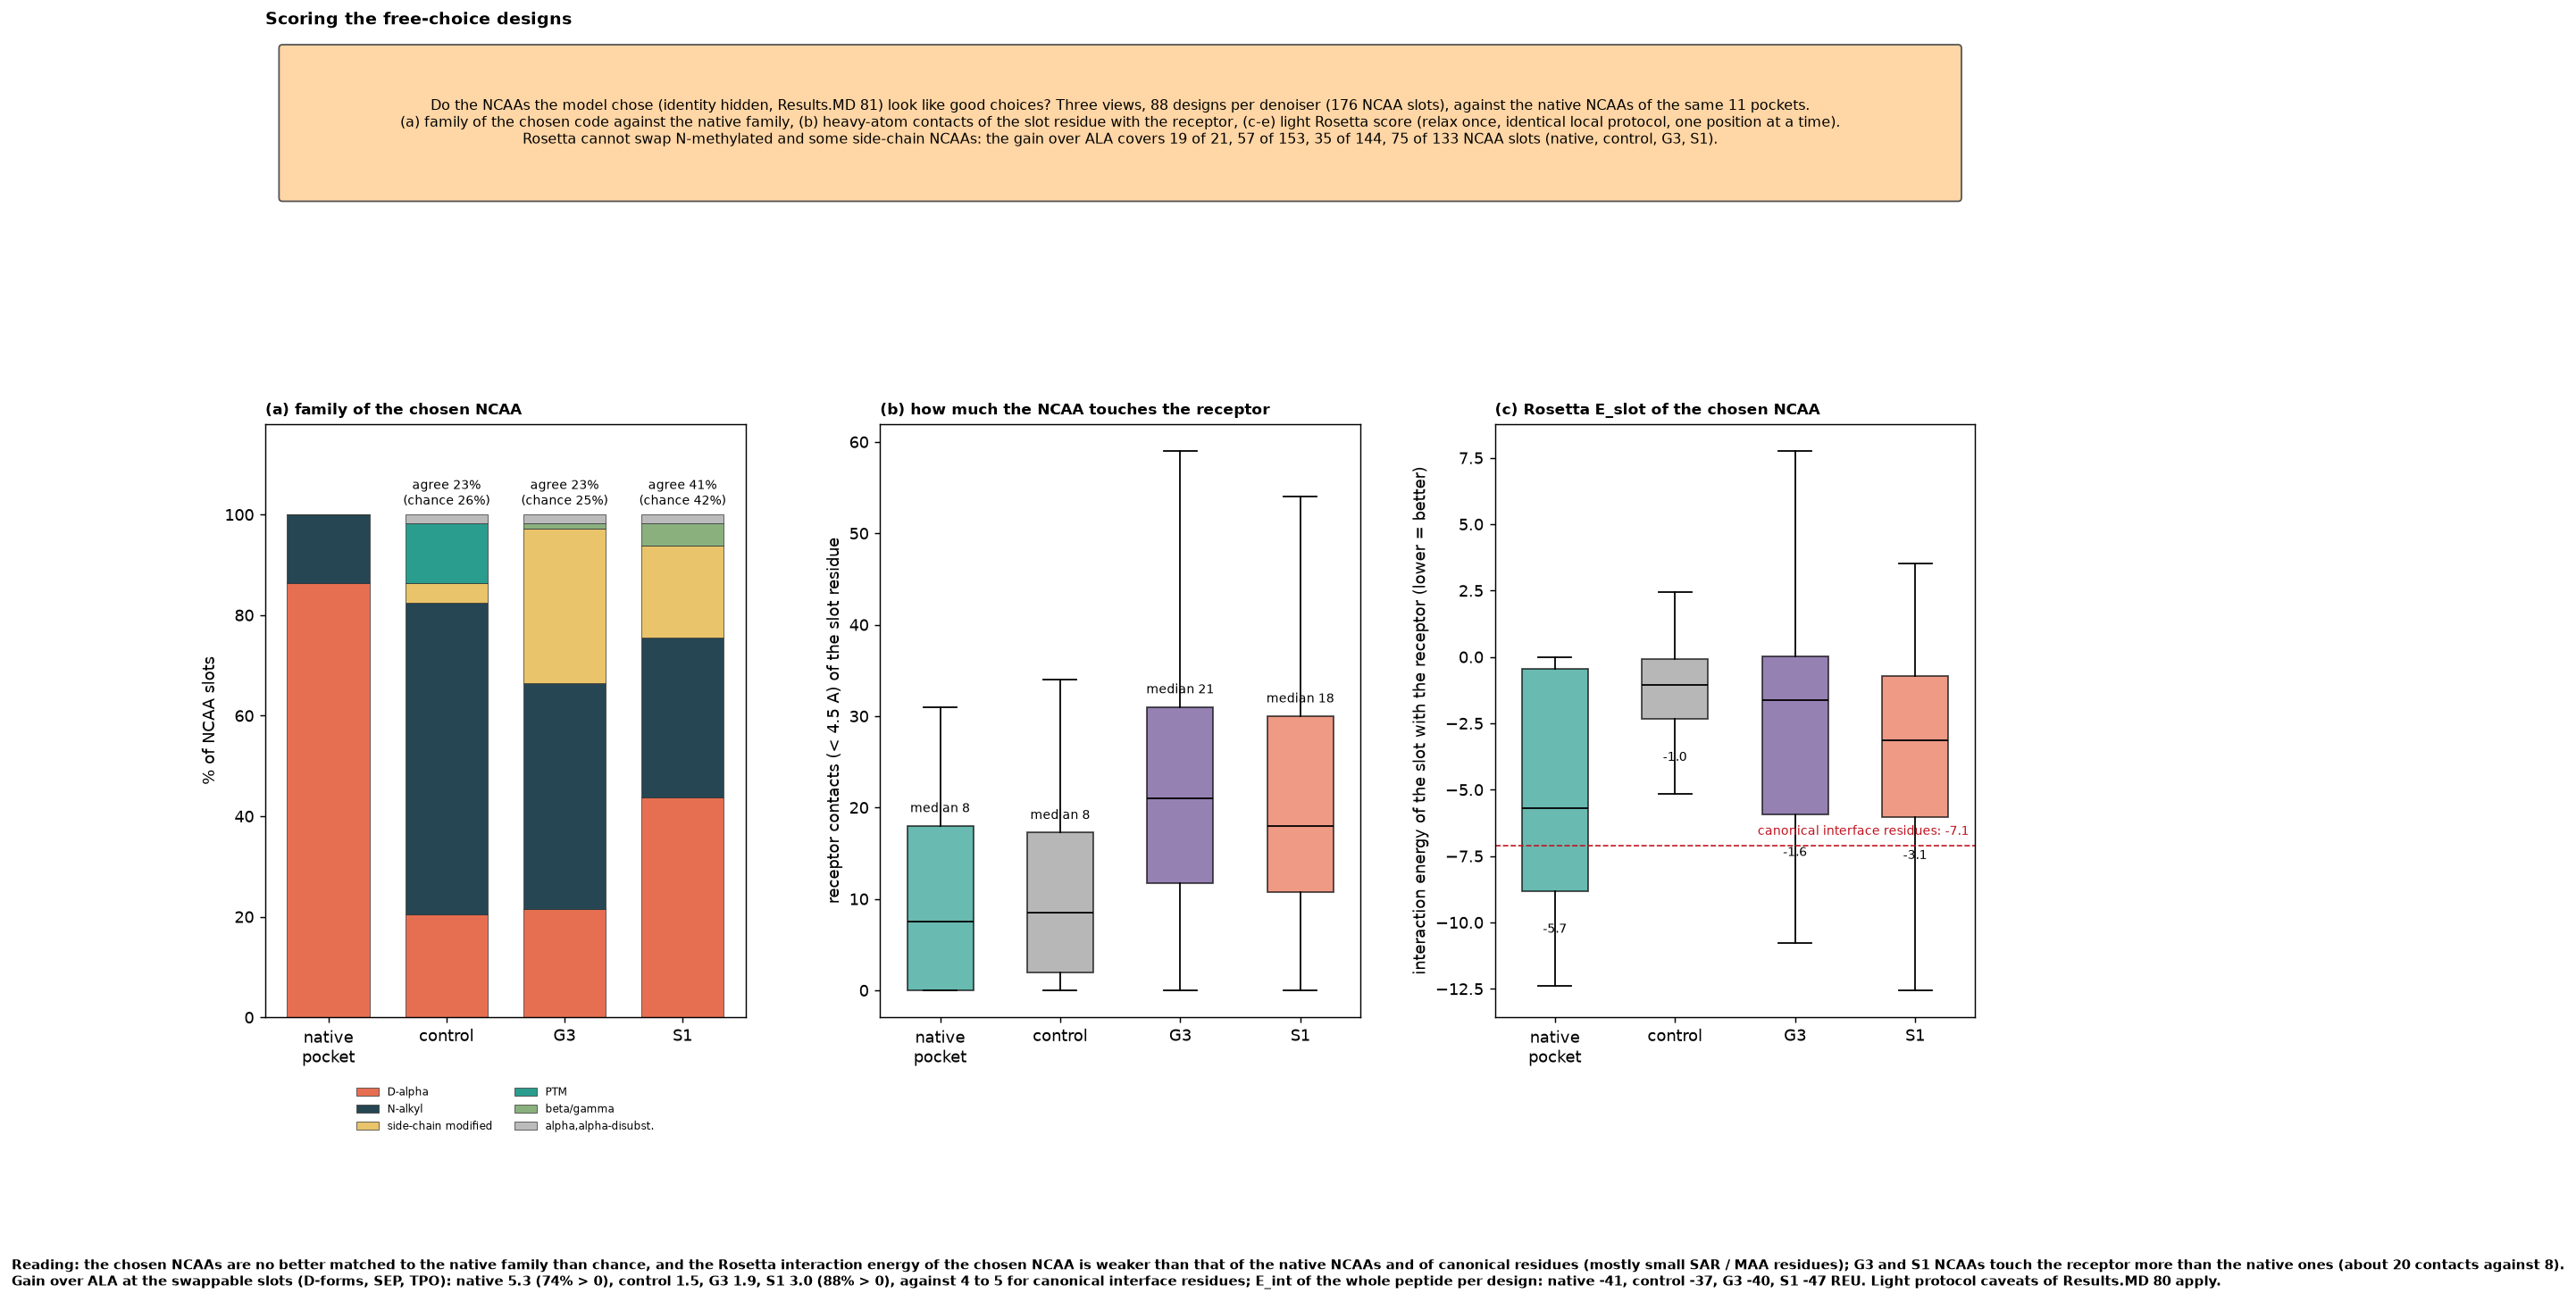 Scoring the free-choice designs
Do the NCAAs the model chose (identity hidden, Results.MD 81) look like good choices? Three views, 88 designs per denoiser (176 NCAA slots), against the native NCAAs of the same 11 pockets.
(a) family of the chosen code against the native family, (b) heavy-atom contacts of the slot residue with the receptor, (c-e) light Rosetta score (relax once, identical local protocol, one position at a time).
Rosetta cannot swap N-methylated and some side-chain NCAAs: the gain over ALA covers 19 of 21, 57 of 153, 35 of 144, 75 of 133 NCAA slots (native, control, G3, S1).
(a) family of the chosen NCAA
% of NCAA slots
100
80
60
40
20
0
agree 23%
(chance 26%)
agree 23%
(chance 25%)
agree 41%
(chance 42%)
native
pocket
control
G3
S1
D-alpha
N-alkyl
side-chain modified
PTM
beta/gamma
alpha,alpha-disubst.
(b) how much the NCAA touches the receptor
receptor contacts (< 4.5 A) of the slot residue
60
50
40
30
20
10
0
median 8
median 8
median 21
median 18
native
pocket
control
G3
S1
(c) Rosetta E_slot of the chosen NCAA
interaction energy of the slot with the receptor (lower = better)
7.5
5.0
2.5
0.0
−2.5
−5.0
−7.5
−10.0
−12.5
-5.7
-1.0
-1.6
-3.1
canonical interface residues: -7.1
native
pocket
control
G3
S1
Reading: the chosen NCAAs are no better matched to the native family than chance, and the Rosetta interaction energy of the chosen NCAA is weaker than that of the native NCAAs and of canonical residues (mostly small SAR / MAA residues); G3 and S1 NCAAs touch the receptor more than the native ones (about 20 contacts against 8).
Gain over ALA at the swappable slots (D-forms, SEP, TPO): native 5.3 (74% > 0), control 1.5, G3 1.9, S1 3.0 (88% > 0), against 4 to 5 for canonical interface residues; E_int of the whole peptide per design: native -41, control -37, G3 -40, S1 -47 REU. Light protocol caveats of Results.MD 80 apply.